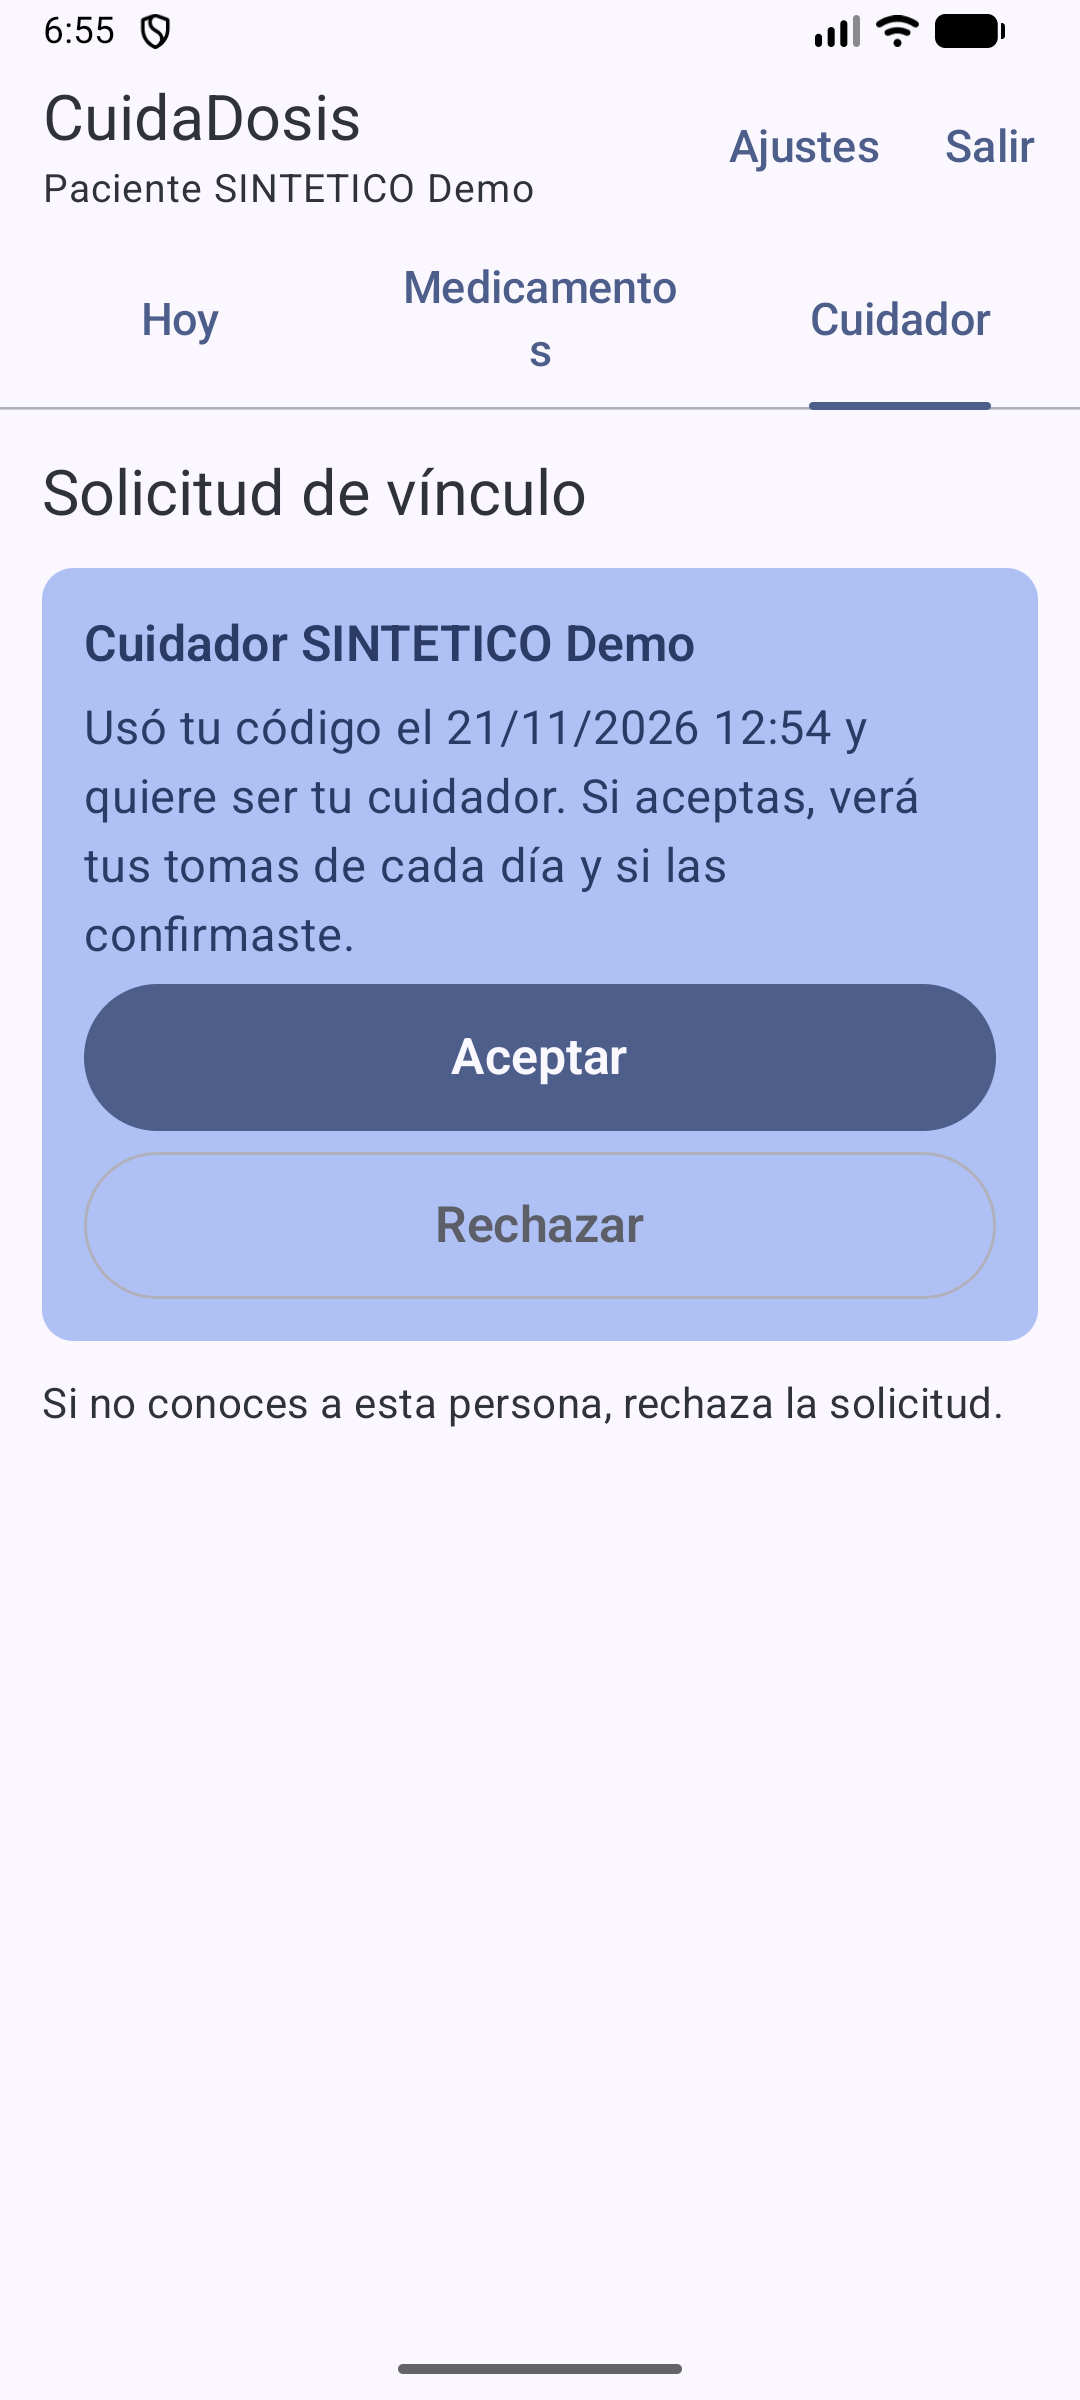 6:55
CuidaDosis
Paciente SINTETICO Demo
Ajustes
Salir
Hoy
Medicamento
s
Cuidador
Solicitud de vínculo
Cuidador SINTETICO Demo
Usó tu código el 21/11/2026 12:54 y
quiere ser tu cuidador. Si aceptas, verá
tus tomas de cada día y si las
confirmaste.
Aceptar
Rechazar
Si no conoces a esta persona, rechaza la solicitud.